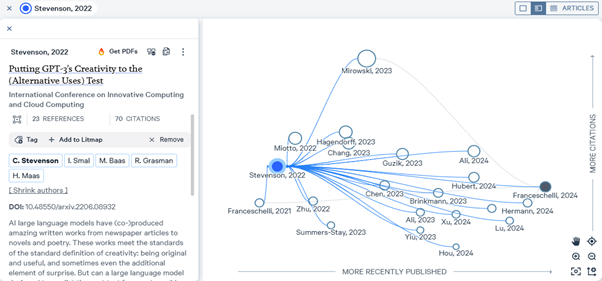 Stevenson, 2022
ARTICLES
Stevenson, 2022
Get PDFs
Putting GPT-3's Creativity to the
(Alternative Uses) Test
International Conference on Innovative Computing
and Cloud Computing
23 REFERENCES
70 CITATIONS
Tag
+ Add to Litmap
Remove
C. Stevenson
I. Smal
M. Baas
R. Grasman
H. Maas
[ Shrink authors ]
DOI: 10.48550/arxiv.2206.08932
AI large language models have (co-)produced
amazing written works from newspaper articles to
novels and poetry. These works meet the standards
of the standard definition of creativity: being original
and useful, and sometimes even the additional
element of surprise. But can a large language model
Mirowski, 2023
Hagendorff, 2023
Miotto, 2022
Chang, 2023
Guzik, 2023
Ali, 2024
Stevenson, 2022
Hubert, 2024
Chen, 2023
Brinkmann, 2023
Franceschelli, 2024
Franceschelli, 2021
Zhu, 2022
Hermann, 2024
Ali, 2023
Xu, 2024
Lu, 2024
Summers-Stay, 2023
Yiu, 2023
Hou, 2024
MORE RECENTLY PUBLISHED
MORE CITATIONS